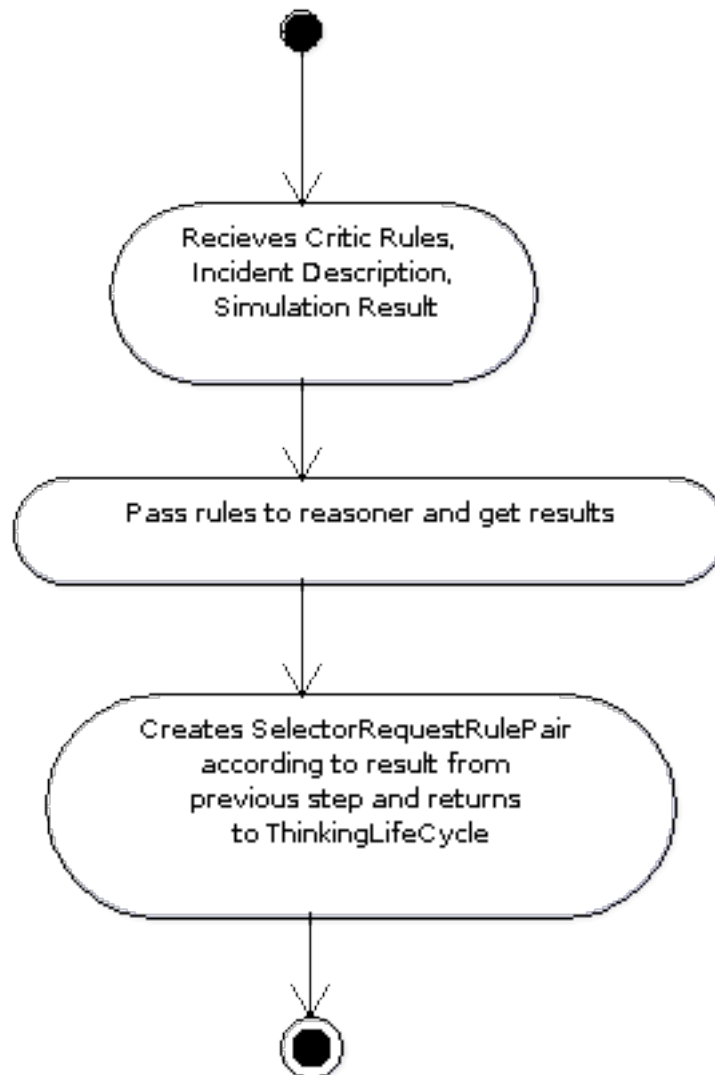 Recieves Critic Rules,
Incident Description,
Simulation Result
Pass rules to reasoner and get results
Creates SelectorRequestRulePair
according to result from
previous step and returns
to ThinkingLifeCycle